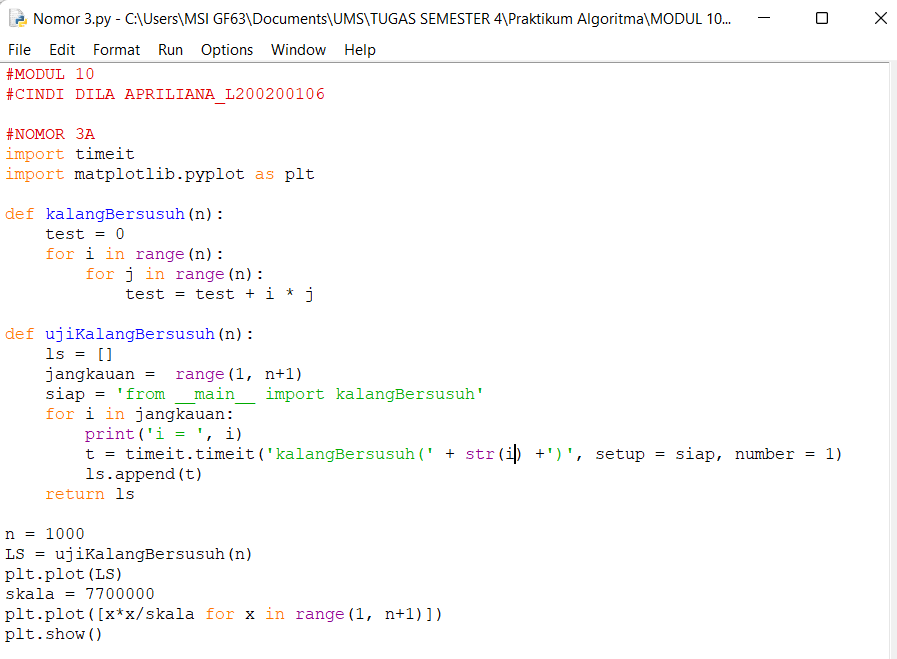 Nomor 3.py - C:\Users\MSI GF63\Documents\UMS\TUGAS SEMESTER 4\Praktikum Algoritma\MODUL 10...
File Edit Format Run Options Window Help
#MODUL 10
#CINDI DILA APRILIANA_L200200106

#NOMOR 3A
import timeit
import matplotlib.pyplot as plt

def kalangBersusuh(n):
    test = 0
    for i in range(n):
        for j in range(n):
            test = test + i * j

def ujiKalangBersusuh(n):
    ls = []
    jangkauan =  range(1, n+1)
    siap = 'from __main__ import kalangBersusuh'
    for i in jangkauan:
        print('i = ', i)
        t = timeit.timeit('kalangBersusuh(' + str(i) +')', setup = siap, number = 1)
        ls.append(t)
    return ls

n = 1000
LS = ujiKalangBersusuh(n)
plt.plot(LS)
skala = 7700000
plt.plot([x*x/skala for x in range(1, n+1)])
plt.show()